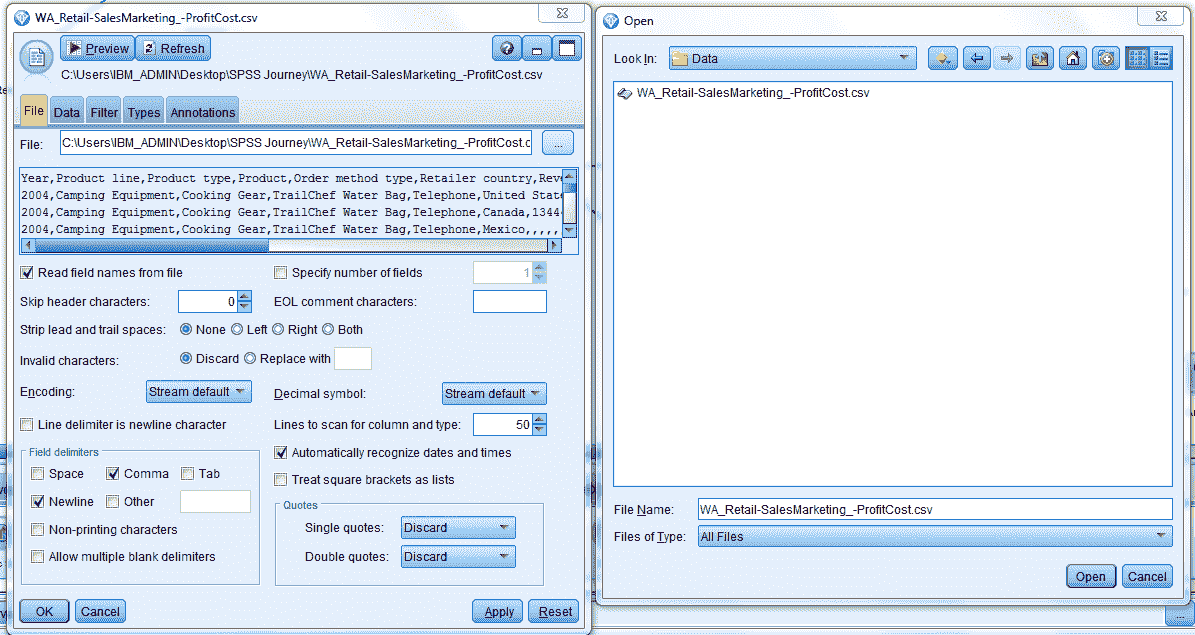 WA_Retail-SalesMarketing_-ProfitCost.csv
Preview Refresh
C:\Users\IBM_ADMIN\Desktop\SPSS Journey\WA_Retail-SalesMarketing_-ProfitCost.csv
File Data Filter Types Annotations
File: C:\Users\IBM_ADMIN\Desktop\SPSS Journey\WA_Retail-SalesMarketing_-ProfitCost.c ...
Year,Product line,Product type,Product,Order method type,Retailer country,Reve
2004,Camping Equipment,Cooking Gear,TrailChef Water Bag,Telephone,United State
2004,Camping Equipment,Cooking Gear,TrailChef Water Bag,Telephone,Canada,1344
2004,Camping Equipment,Cooking Gear,TrailChef Water Bag,Telephone,Mexico,,,,,
Read field names from file Specify number of fields 1
Skip header characters: 0 EOL comment characters:
Strip lead and trail spaces: None Left Right Both
Invalid characters: Discard Replace with
Encoding: Stream default Decimal symbol: Stream default
Line delimiter is newline character Lines to scan for column and type: 50
Field delimiters
Automatically recognize dates and times
Space Comma Tab
Treat square brackets as lists
Newline Other
Quotes
Non-printing characters
Single quotes: Discard
Allow multiple blank delimiters
Double quotes: Discard
OK Cancel Apply Reset
Open
Look In: Data
WA_Retail-SalesMarketing_-ProfitCost.csv
File Name: WA_Retail-SalesMarketing_-ProfitCost.csv
Files of Type: All Files
Open Cancel
...